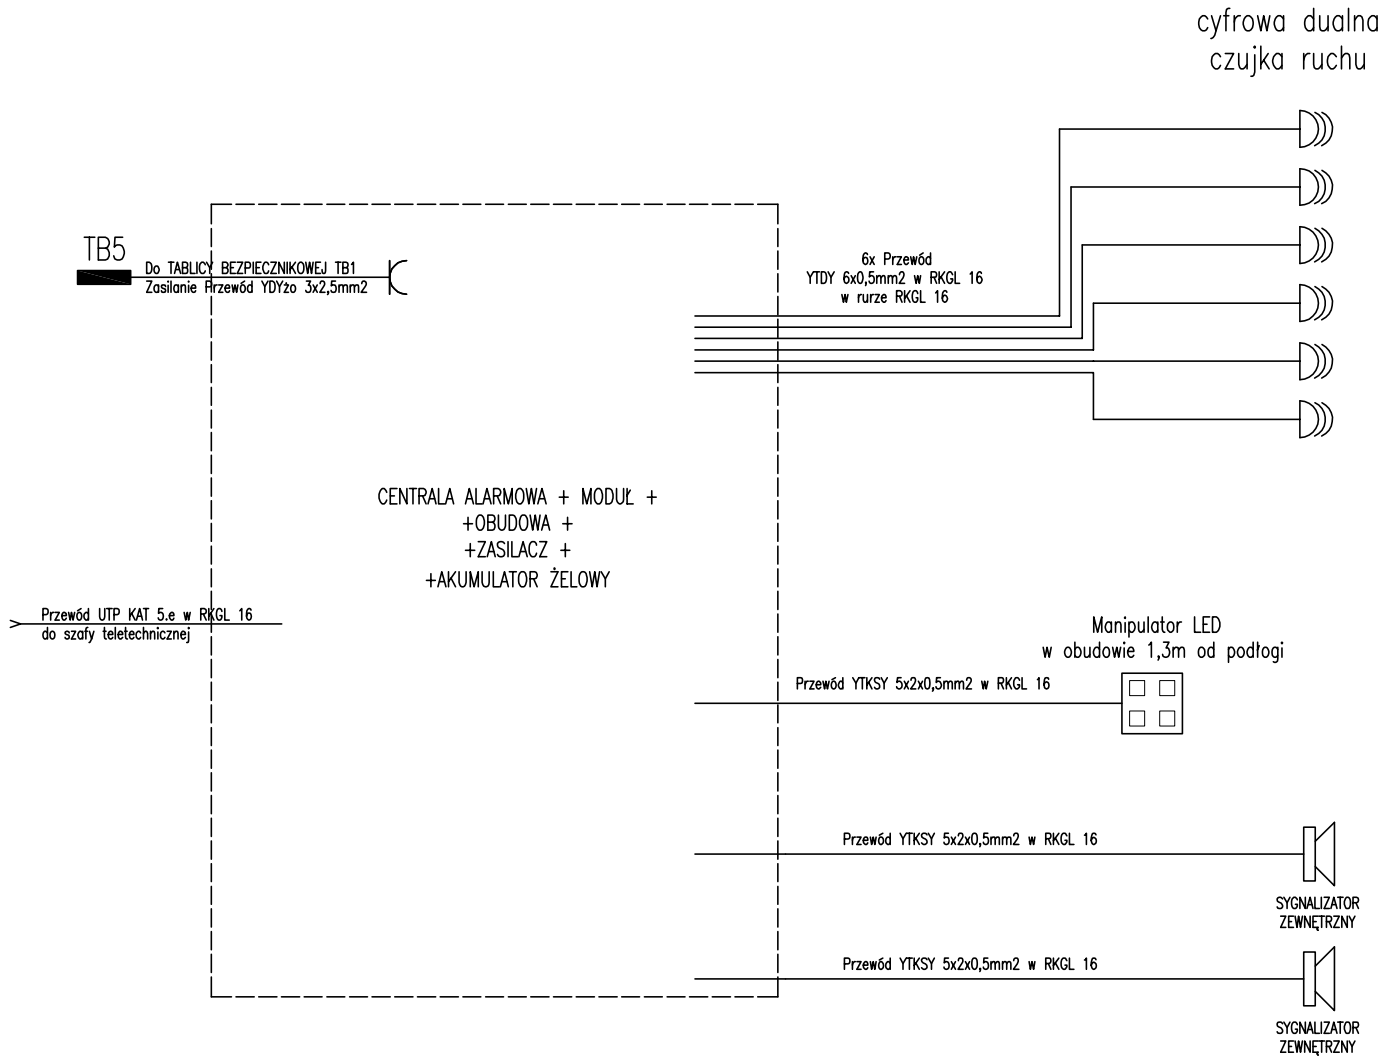 cyfrowa dualna
czujka ruchu
TB5
Do TABLICY BEZPIECZNIKOWEJ TB1
Zasilanie Przewód YDYżo 3x2,5mm2
6x Przewód
YTDY 6x0,5mm2 w RKGL 16
w rurze RKGL 16
CENTRALA ALARMOWA + MODUŁ +
+OBUDOWA +
+ZASILACZ +
+AKUMULATOR ŻELOWY
Przewód UTP KAT 5.e w RKGL 16
do szafy teletechnicznej
Manipulator LED
w obudowie 1,3m od podłogi
Przewód YTKSY 5x2x0,5mm2 w RKGL 16
Przewód YTKSY 5x2x0,5mm2 w RKGL 16
SYGNALIZATOR
ZEWNĘTRZNY
Przewód YTKSY 5x2x0,5mm2 w RKGL 16
SYGNALIZATOR
ZEWNĘTRZNY